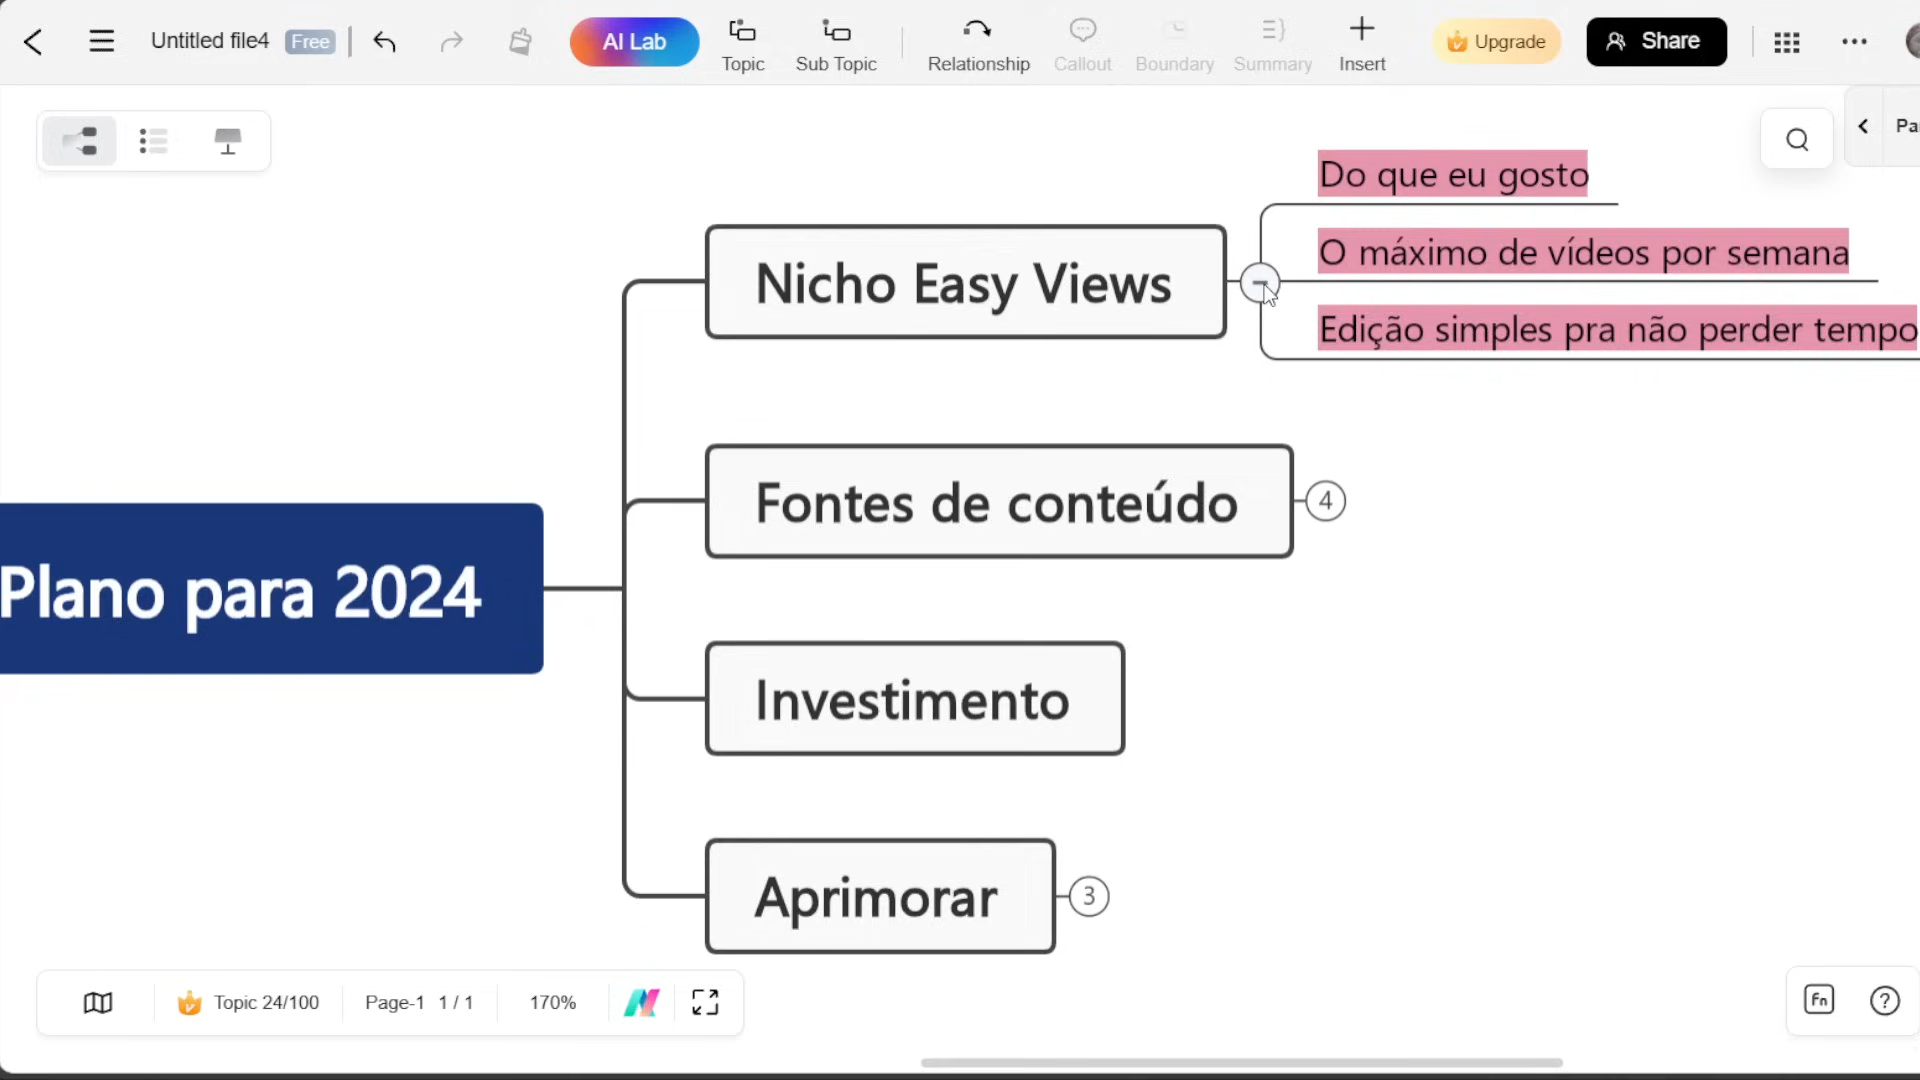 Untitled file4 Free
AI Lab
Topic
Sub Topic
Relationship
Callout
Boundary
Summary
Insert
Upgrade
Share
Do que eu gosto
O máximo de vídeos por semana
Edição simples pra não perder tempo
Nicho Easy Views
Fontes de conteúdo
4
Plano para 2024
Investimento
Aprimorar
3
Topic 24/100
Page-1 1 / 1
170%
Fn
?